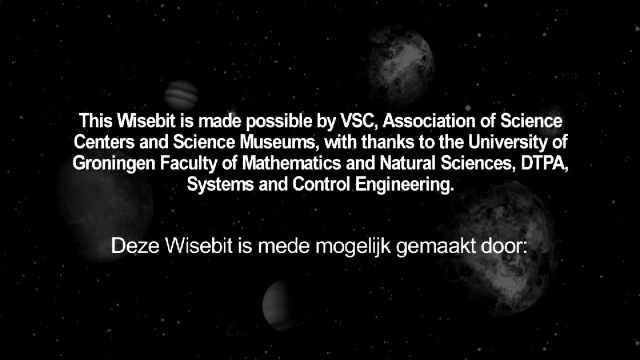 This Wisebit is made possible by VSC, Association of Science
Centers and Science Museums, with thanks to the University of
Groningen Faculty of Mathematics and Natural Sciences, DTPA,
Systems and Control Engineering.
Deze Wisebit is mede mogelijk gemaakt door: